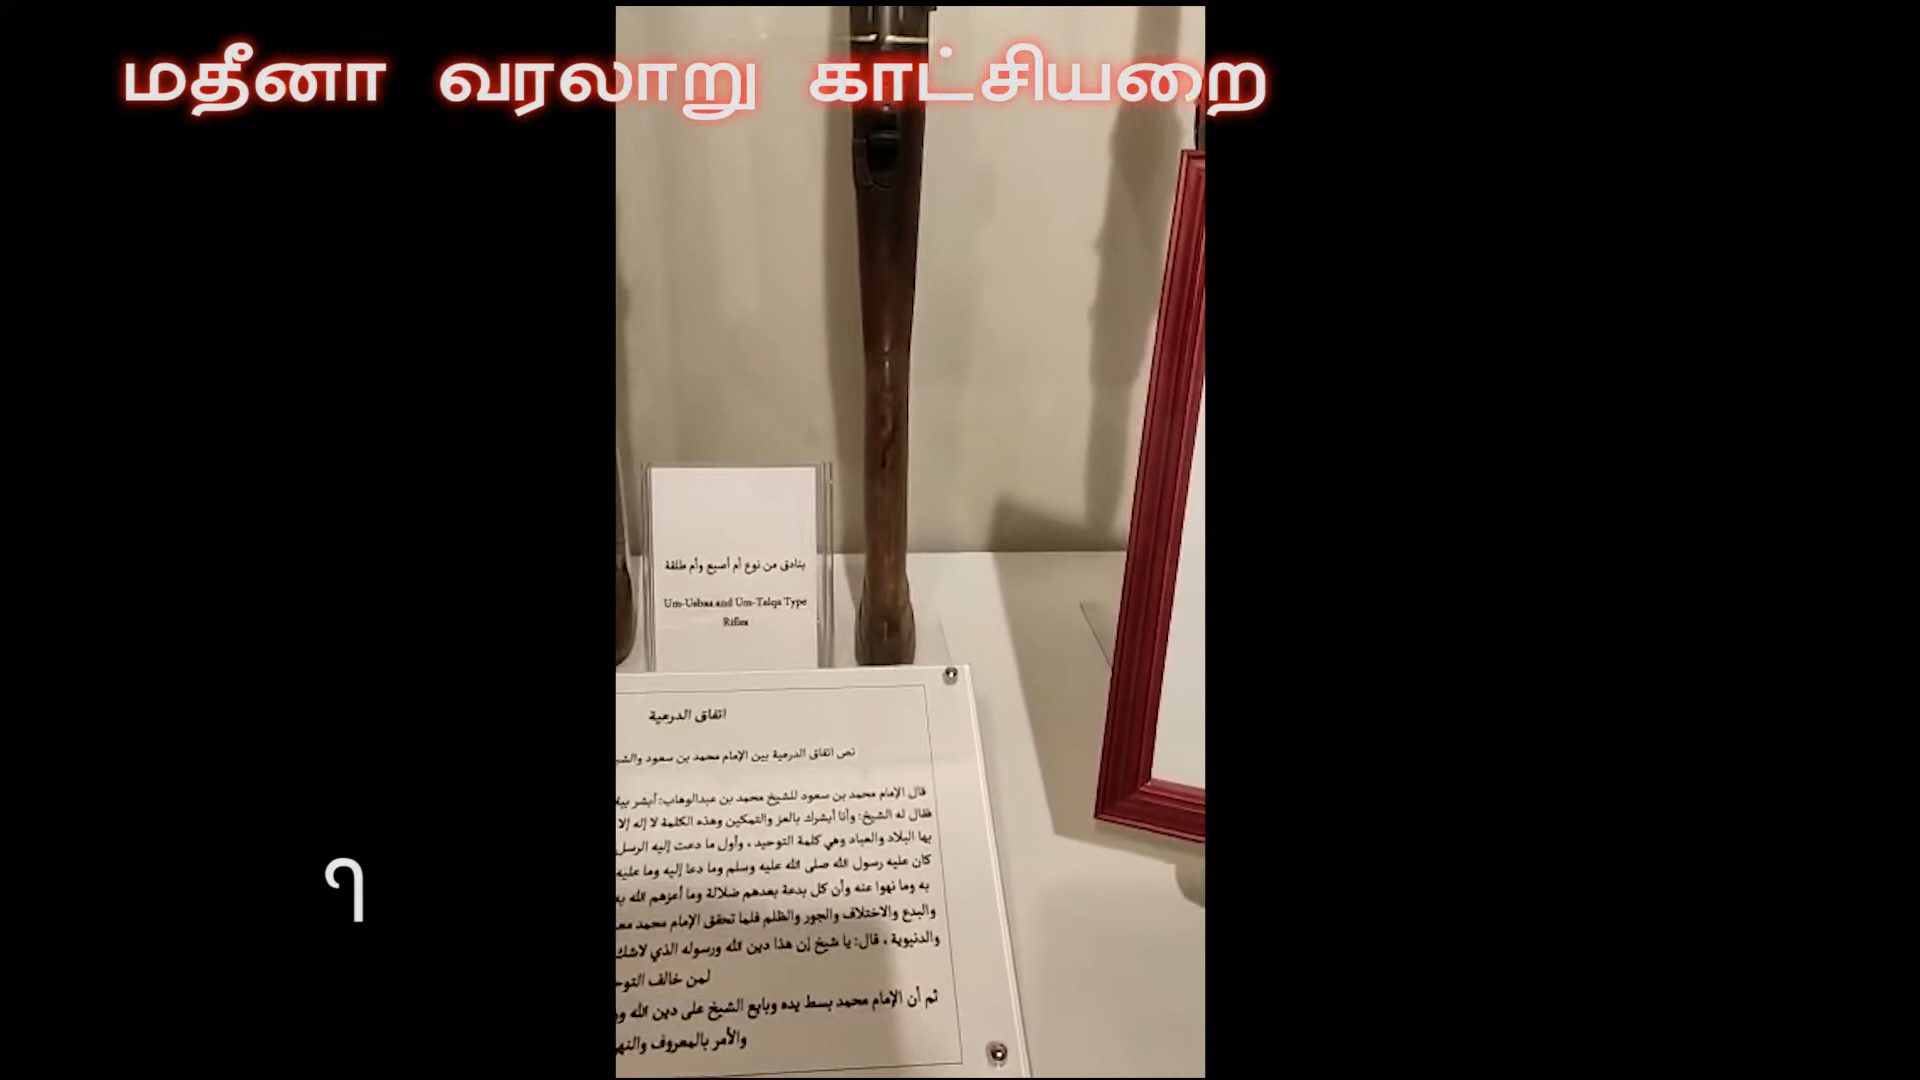 மதீனா வரலாறு காட்சியறை
بنادق من نوع أم أصبع وأم طلقة
Um-Usbaa and Um-Talqa Type
Rifles
اتفاق الدرعية
نص اتفاق الدرعية بين الإمام محمد بن سعود
قال الإمام محمد بن سعود للشيخ محمد بن عبدالوهاب: أبشر
فقال له الشيخ: وأنا أبشرك بالعز والتمكين وهذه الكلمة لا إله إلا
بها البلاد والعباد وهي كلمة التوحيد ، وأول ما دعت إليه الرسل
كان عليه رسول الله صلى الله عليه وسلم وما دعا إليه وما عليه
به وما نهوا عنه وأن كل بدعة بعدهم ضلالة وما أعزهم الله به
والبدع والاختلاف والجور والظلم فلما تحقق الإمام محمد
والدنيوية ، قال: يا شيخ إن هذا دين الله ورسوله الذي لاشك
لمن خالف
ثم أن الإمام محمد بسط يده وبايع الشيخ على دين الله
والأمر بالمعروف